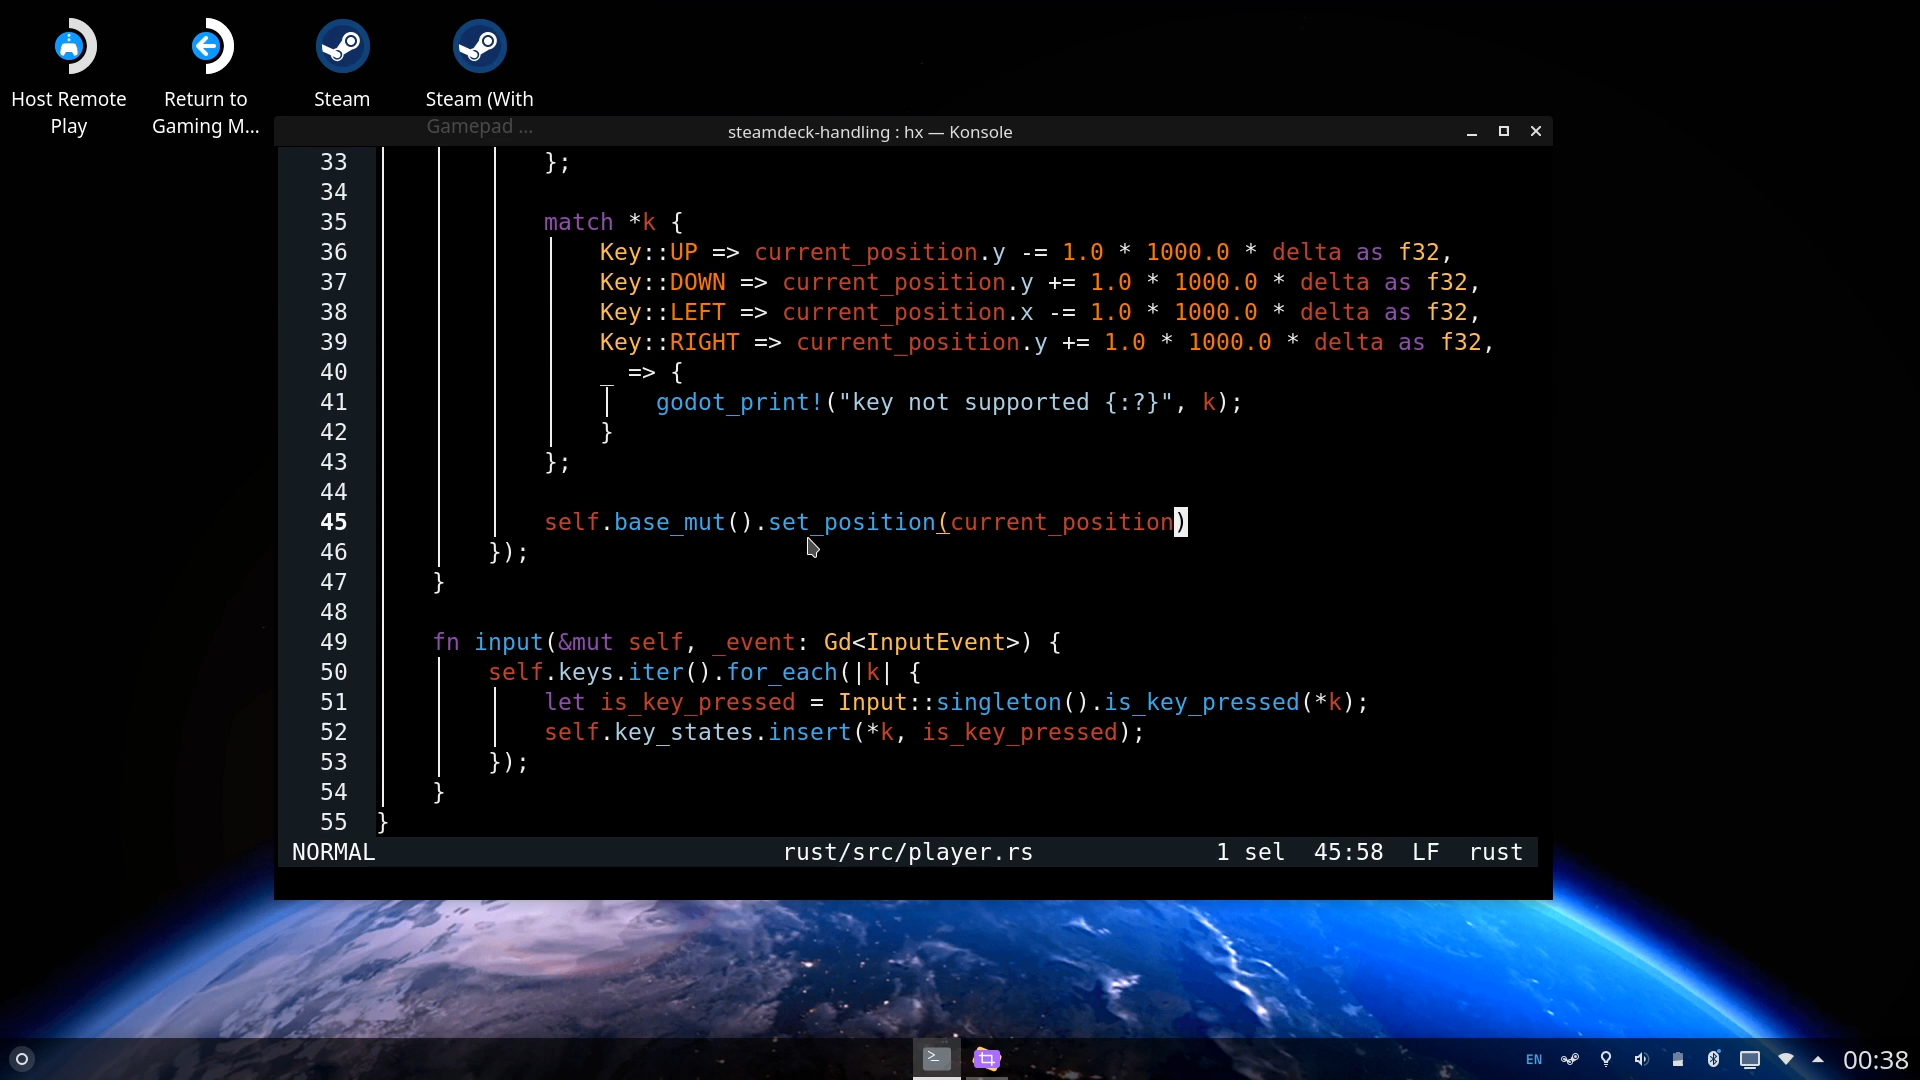 Host Remote Play
Return to Gaming M...
Steam
Steam (With Gamepad ...
steamdeck-handling : hx — Konsole
33 };
34
35 match *k {
36 Key::UP => current_position.y -= 1.0 * 1000.0 * delta as f32,
37 Key::DOWN => current_position.y += 1.0 * 1000.0 * delta as f32,
38 Key::LEFT => current_position.x -= 1.0 * 1000.0 * delta as f32,
39 Key::RIGHT => current_position.y += 1.0 * 1000.0 * delta as f32,
40 _ => {
41 godot_print!("key not supported {:?}", k);
42 }
43 };
44
45 self.base_mut().set_position(current_position)
46 });
47 }
48
49 fn input(&mut self, _event: Gd<InputEvent>) {
50 self.keys.iter().for_each(|k| {
51 let is_key_pressed = Input::singleton().is_key_pressed(*k);
52 self.key_states.insert(*k, is_key_pressed);
53 });
54 }
55 }
NORMAL rust/src/player.rs 1 sel 45:58 LF rust
EN 00:38